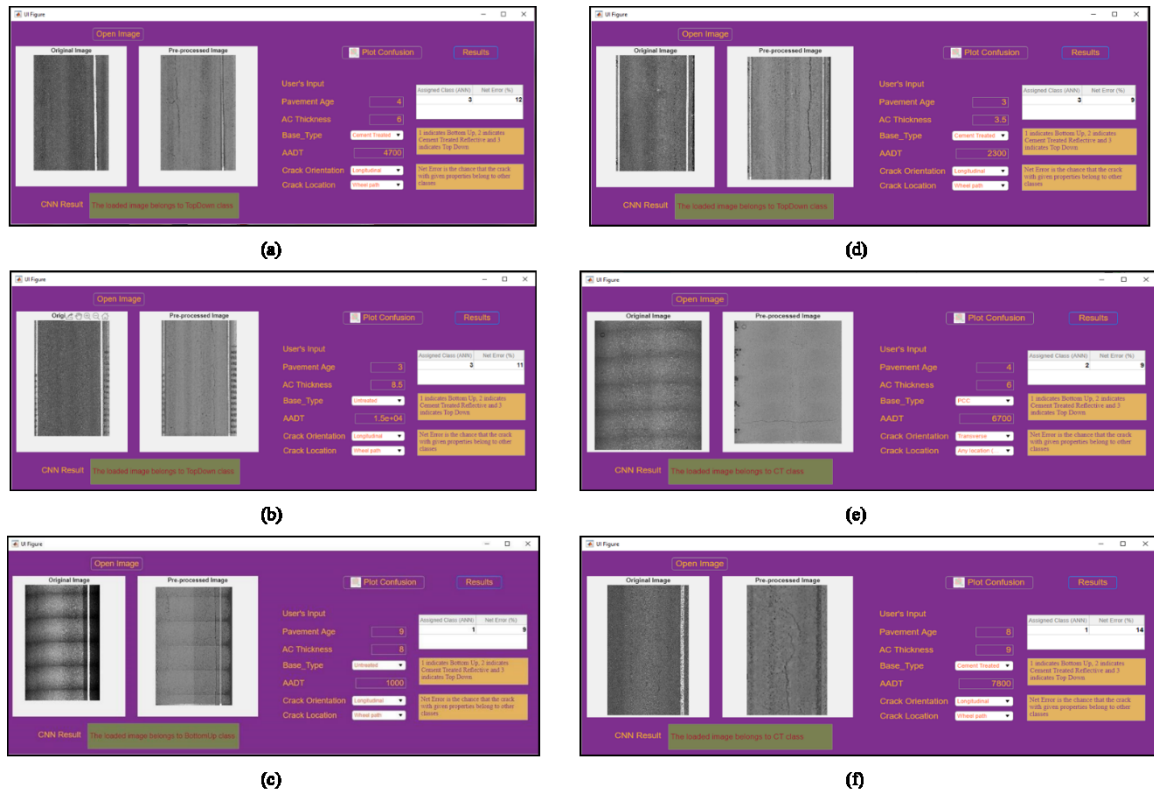 UI Figure
Open Image
Original Image
Pre-processed Image
Plot Confusion
Results
User's Input
Pavement Age 4
AC Thickness 6
Base_Type Cement Treated
AADT 4700
Crack Orientation Longitudinal
Crack Location Wheel path
Assigned Class (ANN) Net Error (%)
3 12
1 indicates Bottom Up, 2 indicates
Cement Treated Reflective and 3
indicates Top Down
Net Error is the chance that the crack
with given properties belong to other
classes
CNN Result The loaded image belongs to TopDown class
(a)
UI Figure
Open Image
Original Image
Pre-processed Image
Plot Confusion
Results
User's Input
Pavement Age 3
AC Thickness 3.5
Base_Type Cement Treated
AADT 2300
Crack Orientation Longitudinal
Crack Location Wheel path
Assigned Class (ANN) Net Error (%)
3 9
1 indicates Bottom Up, 2 indicates
Cement Treated Reflective and 3
indicates Top Down
Net Error is the chance that the crack
with given properties belong to other
classes
CNN Result The loaded image belongs to TopDown class
(d)
UI Figure
Open Image
Origi
Pre-processed Image
Plot Confusion
Results
User's Input
Pavement Age 3
AC Thickness 8.5
Base_Type Untreated
AADT 1.5e+04
Crack Orientation Longitudinal
Crack Location Wheel path
Assigned Class (ANN) Net Error (%)
3 11
1 indicates Bottom Up, 2 indicates
Cement Treated Reflective and 3
indicates Top Down
Net Error is the chance that the crack
with given properties belong to other
classes
CNN Result The loaded image belongs to TopDown class
(b)
UI Figure
Open Image
Original Image
Pre-processed Image
Plot Confusion
Results
User's Input
Pavement Age 4
AC Thickness 6
Base_Type PCC
AADT 6700
Crack Orientation Transverse
Crack Location Any location (...
Assigned Class (ANN) Net Error (%)
2 9
1 indicates Bottom Up, 2 indicates
Cement Treated Reflective and 3
indicates Top Down
Net Error is the chance that the crack
with given properties belong to other
classes
CNN Result The loaded image belongs to CT class
(e)
UI Figure
Open Image
Original Image
Pre-processed Image
Plot Confusion
Results
User's Input
Pavement Age 9
AC Thickness 8
Base_Type Untreated
AADT 1000
Crack Orientation Longitudinal
Crack Location Wheel path
Assigned Class (ANN) Net Error (%)
1 9
1 indicates Bottom Up, 2 indicates
Cement Treated Reflective and 3
indicates Top Down
Net Error is the chance that the crack
with given properties belong to other
classes
CNN Result The loaded image belongs to BottomUp class
(c)
UI Figure
Open Image
Original Image
Pre-processed Image
Plot Confusion
Results
User's Input
Pavement Age 8
AC Thickness 9
Base_Type Cement Treated
AADT 7800
Crack Orientation Longitudinal
Crack Location Wheel path
Assigned Class (ANN) Net Error (%)
1 14
1 indicates Bottom Up, 2 indicates
Cement Treated Reflective and 3
indicates Top Down
Net Error is the chance that the crack
with given properties belong to other
classes
CNN Result The loaded image belongs to CT class
(f)